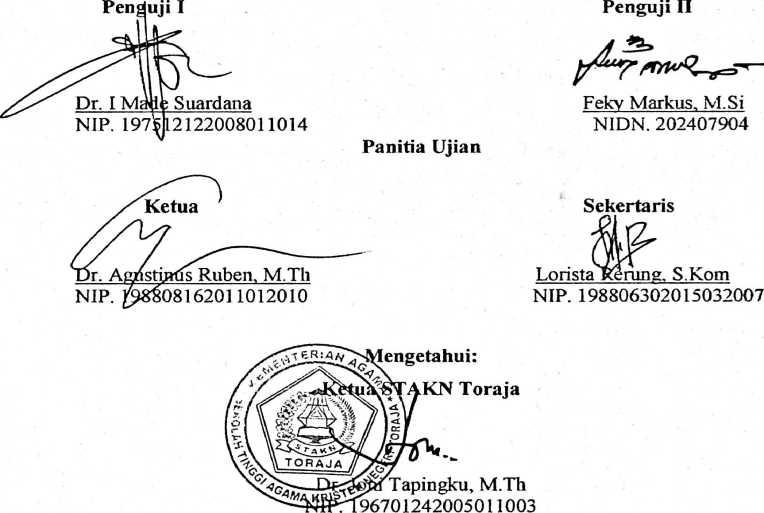 Penguji I Penguji II
Dr. I Made Suardana Feky Markus, M.Si
NIP. 197512122008011014 NIDN. 202407904
Panitia Ujian
Ketua Sekertaris
Dr. Agustinus Ruben, M.Th Lorista Rerung, S.Kom
NIP. 198808162011012010 NIP. 198806302015032007
Mengetahui:
Ketua STAKN Toraja
KEMENTERIAN AGAMA
SEKOLAH TINGGI AGAMA KRISTEN NEGERI TORAJA
STAKN
TORAJA
Dr. Joni Tapingku, M.Th
NIP. 196701242005011003